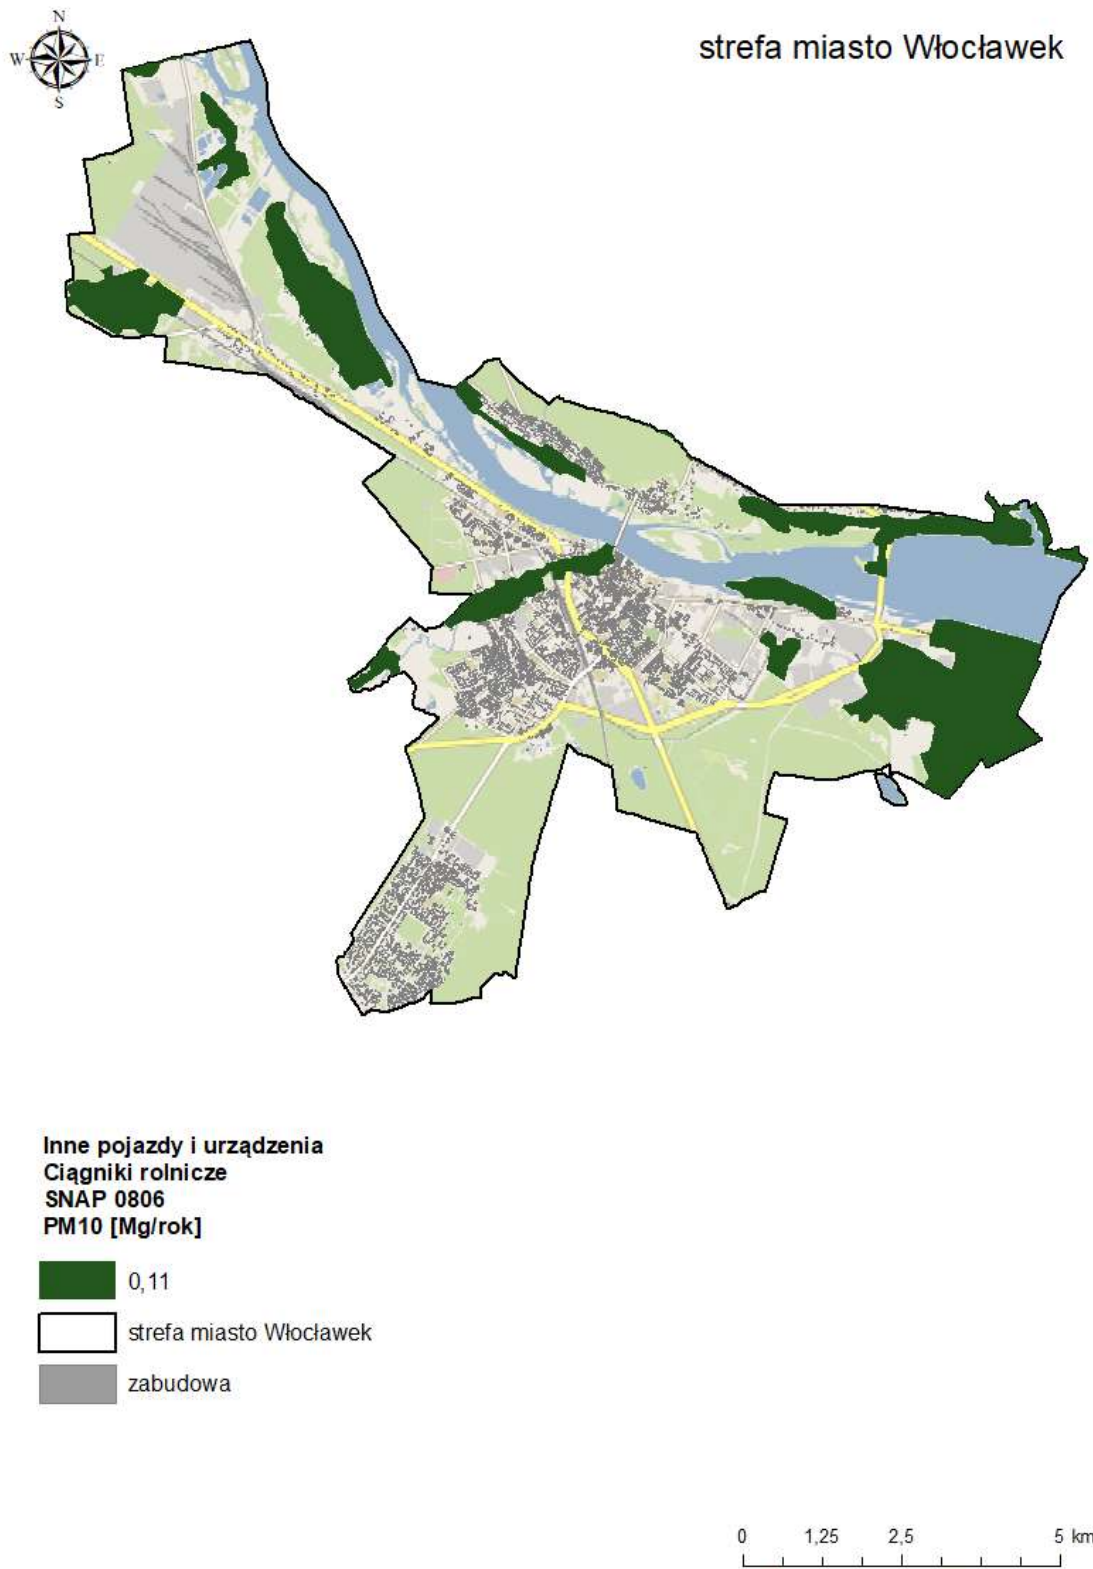 N
strefa miasto Włocławek
W E
S
Inne pojazdy i urządzenia
Ciągniki rolnicze
SNAP 0806
PM10 [Mg/rok]
0,11
strefa miasto Włocławek
zabudowa
0 1,25 2,5 5 km